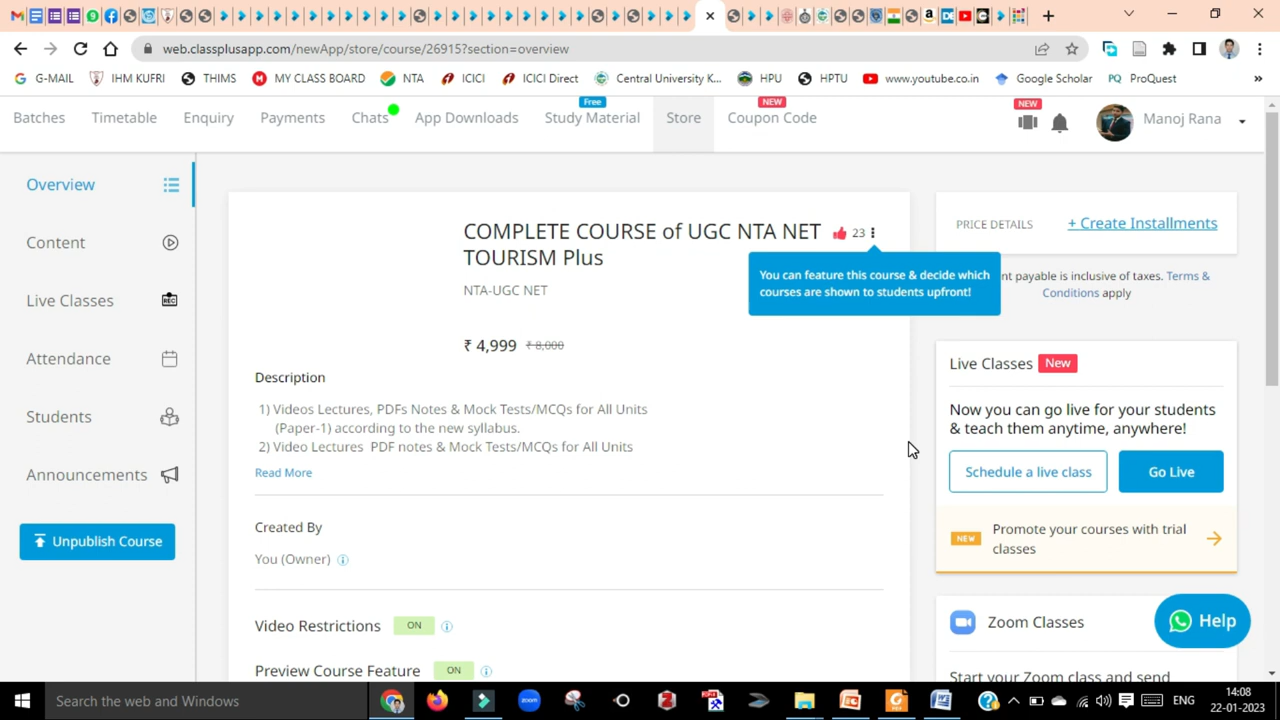 web.classplusapp.com/newApp/store/course/26915?section=overview
G-MAIL IHM KUFRI THIMS MY CLASS BOARD NTA ICICI ICICI Direct Central University K... HPU HPTU www.youtube.co.in Google Scholar PQ ProQuest »
Free NEW NEW
Batches Timetable Enquiry Payments Chats App Downloads Study Material Store Coupon Code Manoj Rana
Overview
Content
Live Classes REC
Attendance
Students
Announcements
Unpublish Course
COMPLETE COURSE of UGC NTA NET 23
TOURISM Plus
NTA-UGC NET
You can feature this course & decide which
courses are shown to students upfront!
₹ 4,999 ₹ 8,000
Description
1) Videos Lectures, PDFs Notes & Mock Tests/MCQs for All Units
(Paper-1) according to the new syllabus.
2) Video Lectures PDF notes & Mock Tests/MCQs for All Units
Read More
Created By
You (Owner)
Video Restrictions ON
Preview Course Feature ON
PRICE DETAILS + Create Installments
nt payable is inclusive of taxes. Terms &
Conditions apply
Live Classes New
Now you can go live for your students
& teach them anytime, anywhere!
Schedule a live class Go Live
NEW Promote your courses with trial
classes
Zoom Classes
Help
Start your Zoom class and send
Search the web and Windows
zoom
ENG
14:08
22-01-2023